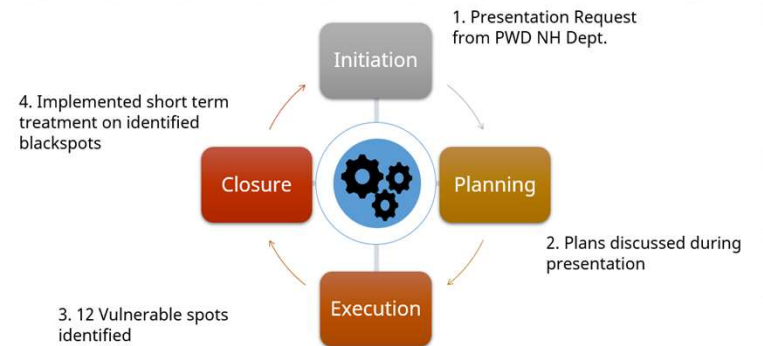 1. Presentation Request
from PWD NH Dept.
Initiation
4. Implemented short term
treatment on identified
blackspots
Closure
Planning
2. Plans discussed during
presentation
Execution
3. 12 Vulnerable spots
identified